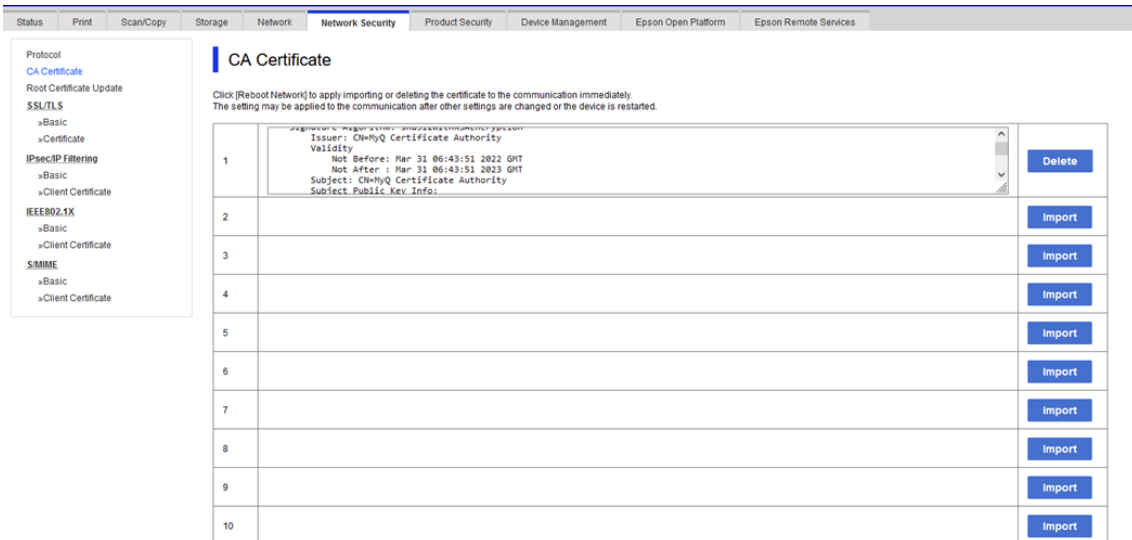 Status Print Scan/Copy Storage Network Network Security Product Security Device Management Epson Open Platform Epson Remote Services
Protocol
CA Certificate
Root Certificate Update
SSL/TLS
»Basic
»Certificate
IPsec/IP Filtering
»Basic
»Client Certificate
IEEE802.1X
»Basic
»Client Certificate
S/MIME
»Basic
»Client Certificate
CA Certificate
Click [Reboot Network] to apply importing or deleting the certificate to the communication immediately.
The setting may be applied to the communication after other settings are changed or the device is restarted.
1
Signature Algorithm: sha512WithRSAEncryption
Issuer: CN=MyQ Certificate Authority
Validity
Not Before: Mar 31 06:43:51 2022 GMT
Not After : Mar 31 06:43:51 2023 GMT
Subject: CN=MyQ Certificate Authority
Subject Public Key Info:
Delete
2 Import
3 Import
4 Import
5 Import
6 Import
7 Import
8 Import
9 Import
10 Import